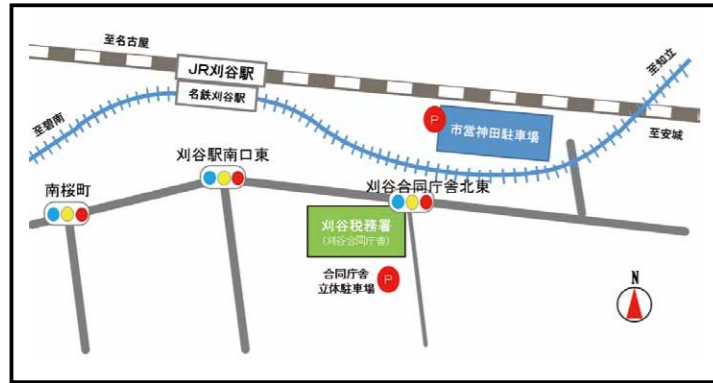 至名古屋
JR刈谷駅
名鉄刈谷駅
至知立
至碧南
P
市営神田駐車場
至安城
刈谷駅南口東
南桜町
刈谷合同庁舎北東
刈谷税務署
(刈谷合同庁舎)
合同庁舎
立体駐車場
P
N